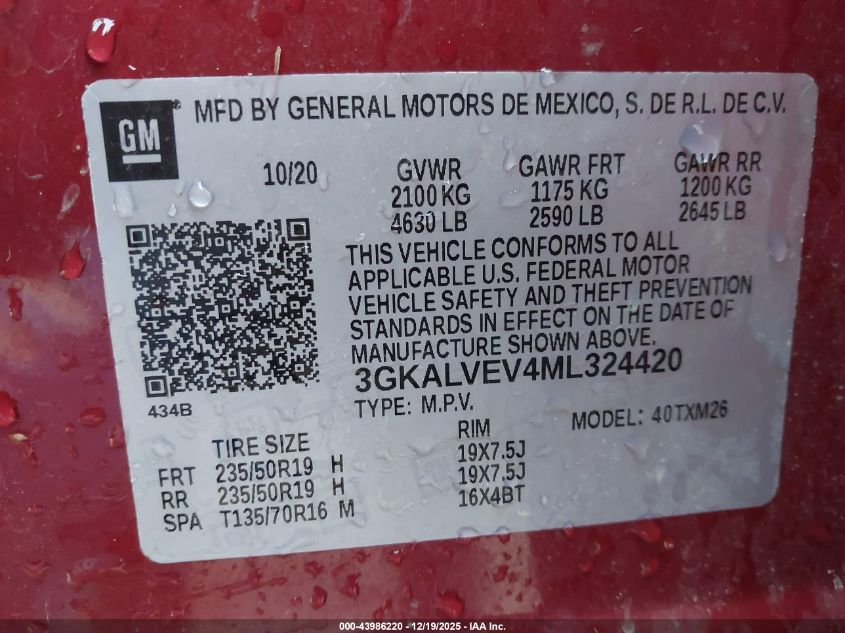 GM
MFD BY GENERAL MOTORS DE MEXICO, S. DE R.L. DE C.V.
10/20 GVWR GAWR FRT GAWR RR
2100 KG 1175 KG 1200 KG
4630 LB 2590 LB 2645 LB
THIS VEHICLE CONFORMS TO ALL
APPLICABLE U.S. FEDERAL MOTOR
VEHICLE SAFETY AND THEFT PREVENTION
STANDARDS IN EFFECT ON THE DATE OF
MANUFACTURE SHOWN ABOVE.
3GKALVEV4ML324420
434B
TYPE: M.P.V. MODEL: 40TXM26
TIRE SIZE RIM
FRT 235/50R19 H 19X7.5J
RR 235/50R19 H 19X7.5J
SPA T135/70R16 M 16X4BT
000-43986220 - 12/19/2025 - IAA Inc.